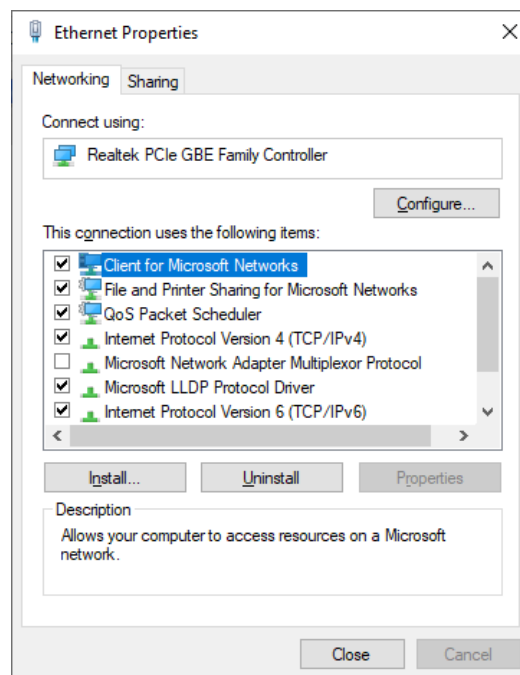 Ethernet Properties
Networking
Sharing
Connect using:
Realtek PCIe GBE Family Controller
Configure...
This connection uses the following items:
Client for Microsoft Networks
File and Printer Sharing for Microsoft Networks
QoS Packet Scheduler
Internet Protocol Version 4 (TCP/IPv4)
Microsoft Network Adapter Multiplexor Protocol
Microsoft LLDP Protocol Driver
Internet Protocol Version 6 (TCP/IPv6)
Install...
Uninstall
Properties
Description
Allows your computer to access resources on a Microsoft
network.
Close
Cancel